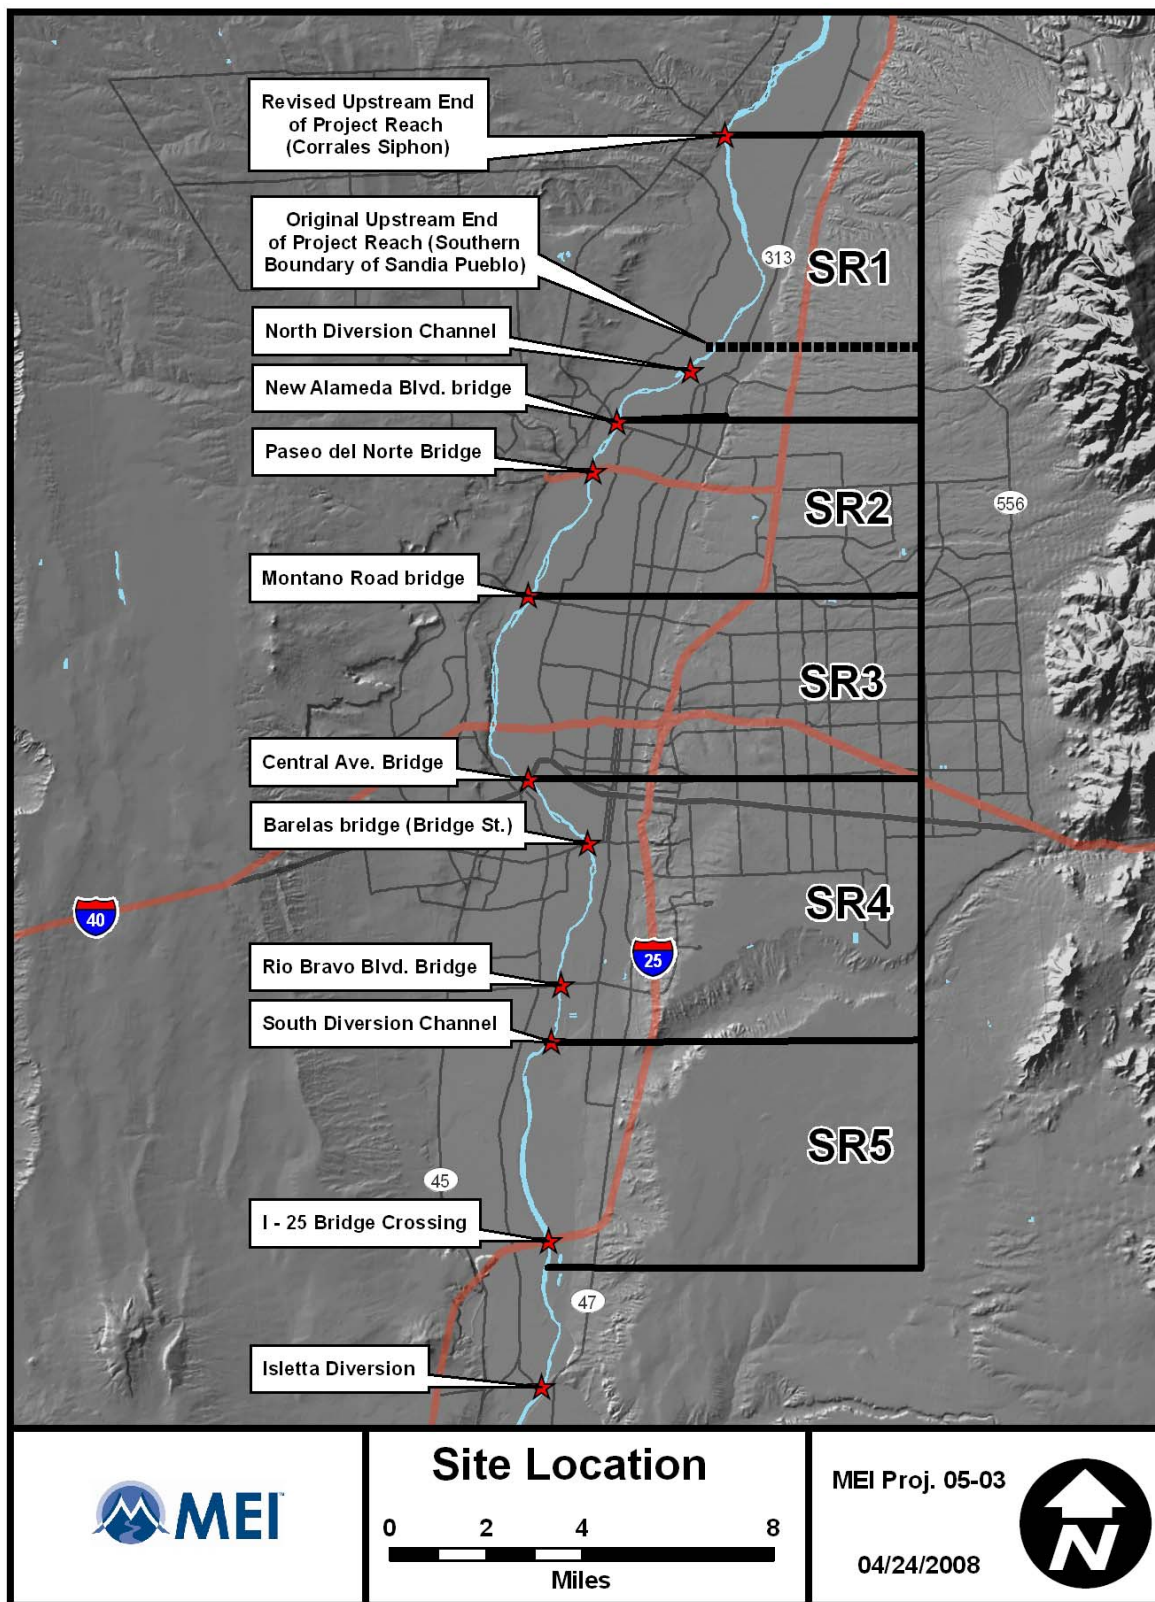 Revised Upstream End
of Project Reach
(Corrales Siphon)
Original Upstream End
of Project Reach (Southern
Boundary of Sandia Pueblo)
313
SR1
North Diversion Channel
New Alameda Blvd. bridge
Paseo del Norte Bridge
SR2
556
Montano Road bridge
SR3
Central Ave. Bridge
Barelas bridge (Bridge St.)
SR4
40
25
Rio Bravo Blvd. Bridge
South Diversion Channel
SR5
45
I - 25 Bridge Crossing
47
Isletta Diversion
MEI
Site Location
0 2 4 8
Miles
MEI Proj. 05-03
04/24/2008
N